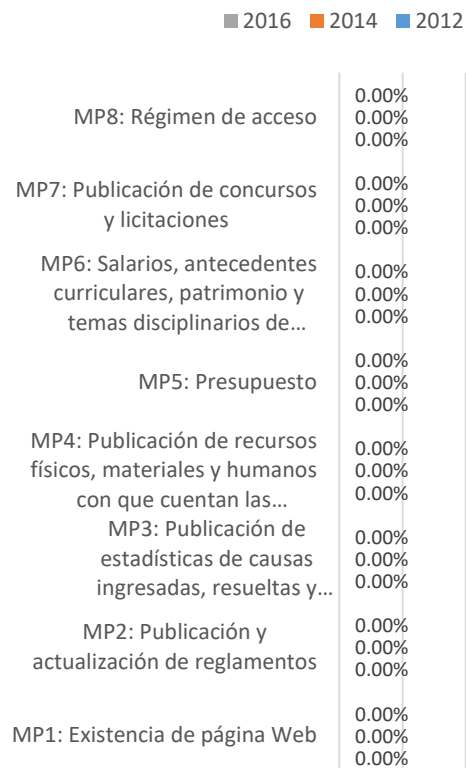 2016 2014 2012
MP8: Régimen de acceso
0.00%
0.00%
0.00%
MP7: Publicación de concursos
y licitaciones
0.00%
0.00%
0.00%
MP6: Salarios, antecedentes
curriculares, patrimonio y
temas disciplinarios de…
0.00%
0.00%
0.00%
MP5: Presupuesto
0.00%
0.00%
0.00%
MP4: Publicación de recursos
físicos, materiales y humanos
con que cuentan las…
0.00%
0.00%
0.00%
MP3: Publicación de
estadísticas de causas
ingresadas, resueltas y…
0.00%
0.00%
0.00%
MP2: Publicación y
actualización de reglamentos
0.00%
0.00%
0.00%
MP1: Existencia de página Web
0.00%
0.00%
0.00%